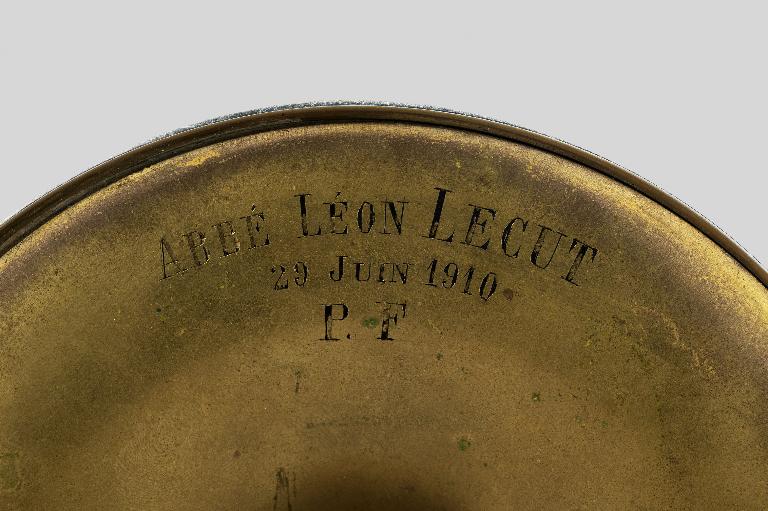 ABBÉ LÉON LECUT
29 JUIN 1910
P. F